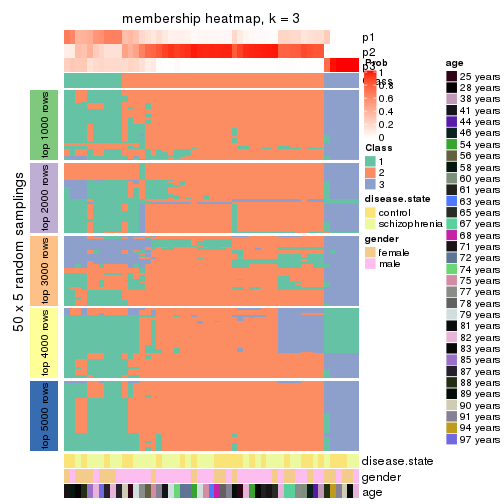 membership heatmap, k = 3
p1
p2
p3
Class
50 x 5 random samplings
top 1000 rows
top 2000 rows
top 3000 rows
top 4000 rows
top 5000 rows
disease.state
gender
age
Prob
1
0.8
0.6
0.4
0.2
0
Class
1
2
3
disease.state
control
schizophrenia
gender
female
male
age
25 years
28 years
38 years
41 years
44 years
46 years
54 years
56 years
58 years
60 years
61 years
63 years
65 years
67 years
68 years
71 years
72 years
74 years
75 years
77 years
78 years
79 years
81 years
82 years
83 years
85 years
87 years
88 years
89 years
90 years
91 years
94 years
97 years